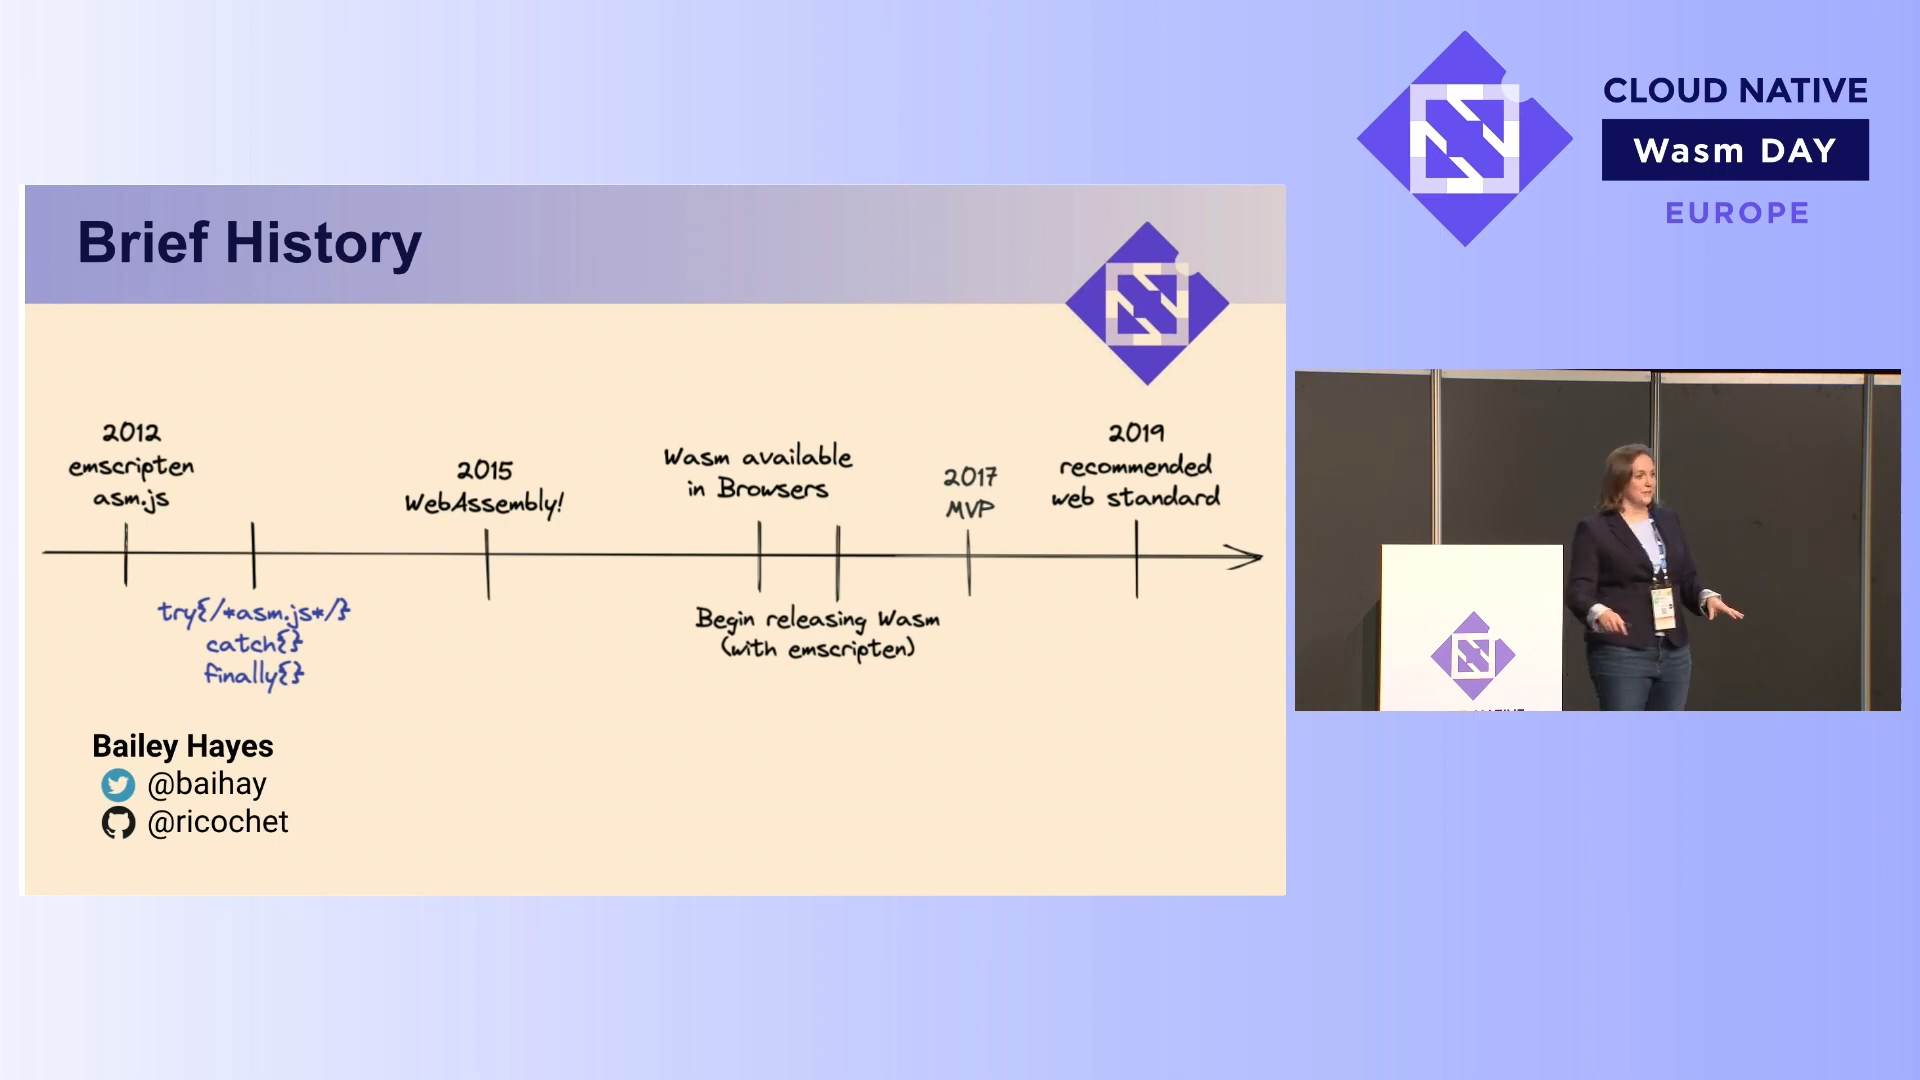 CLOUD NATIVE
Wasm DAY
EUROPE
Brief History
2012
emscripten
asm.js
try{/*asm.js*/}
catch{}
finally{}
2015
WebAssembly!
Wasm available
in Browsers
Begin releasing Wasm
(with emscripten)
2017
MVP
2019
recommended
web standard
Bailey Hayes
@baihay
@ricochet